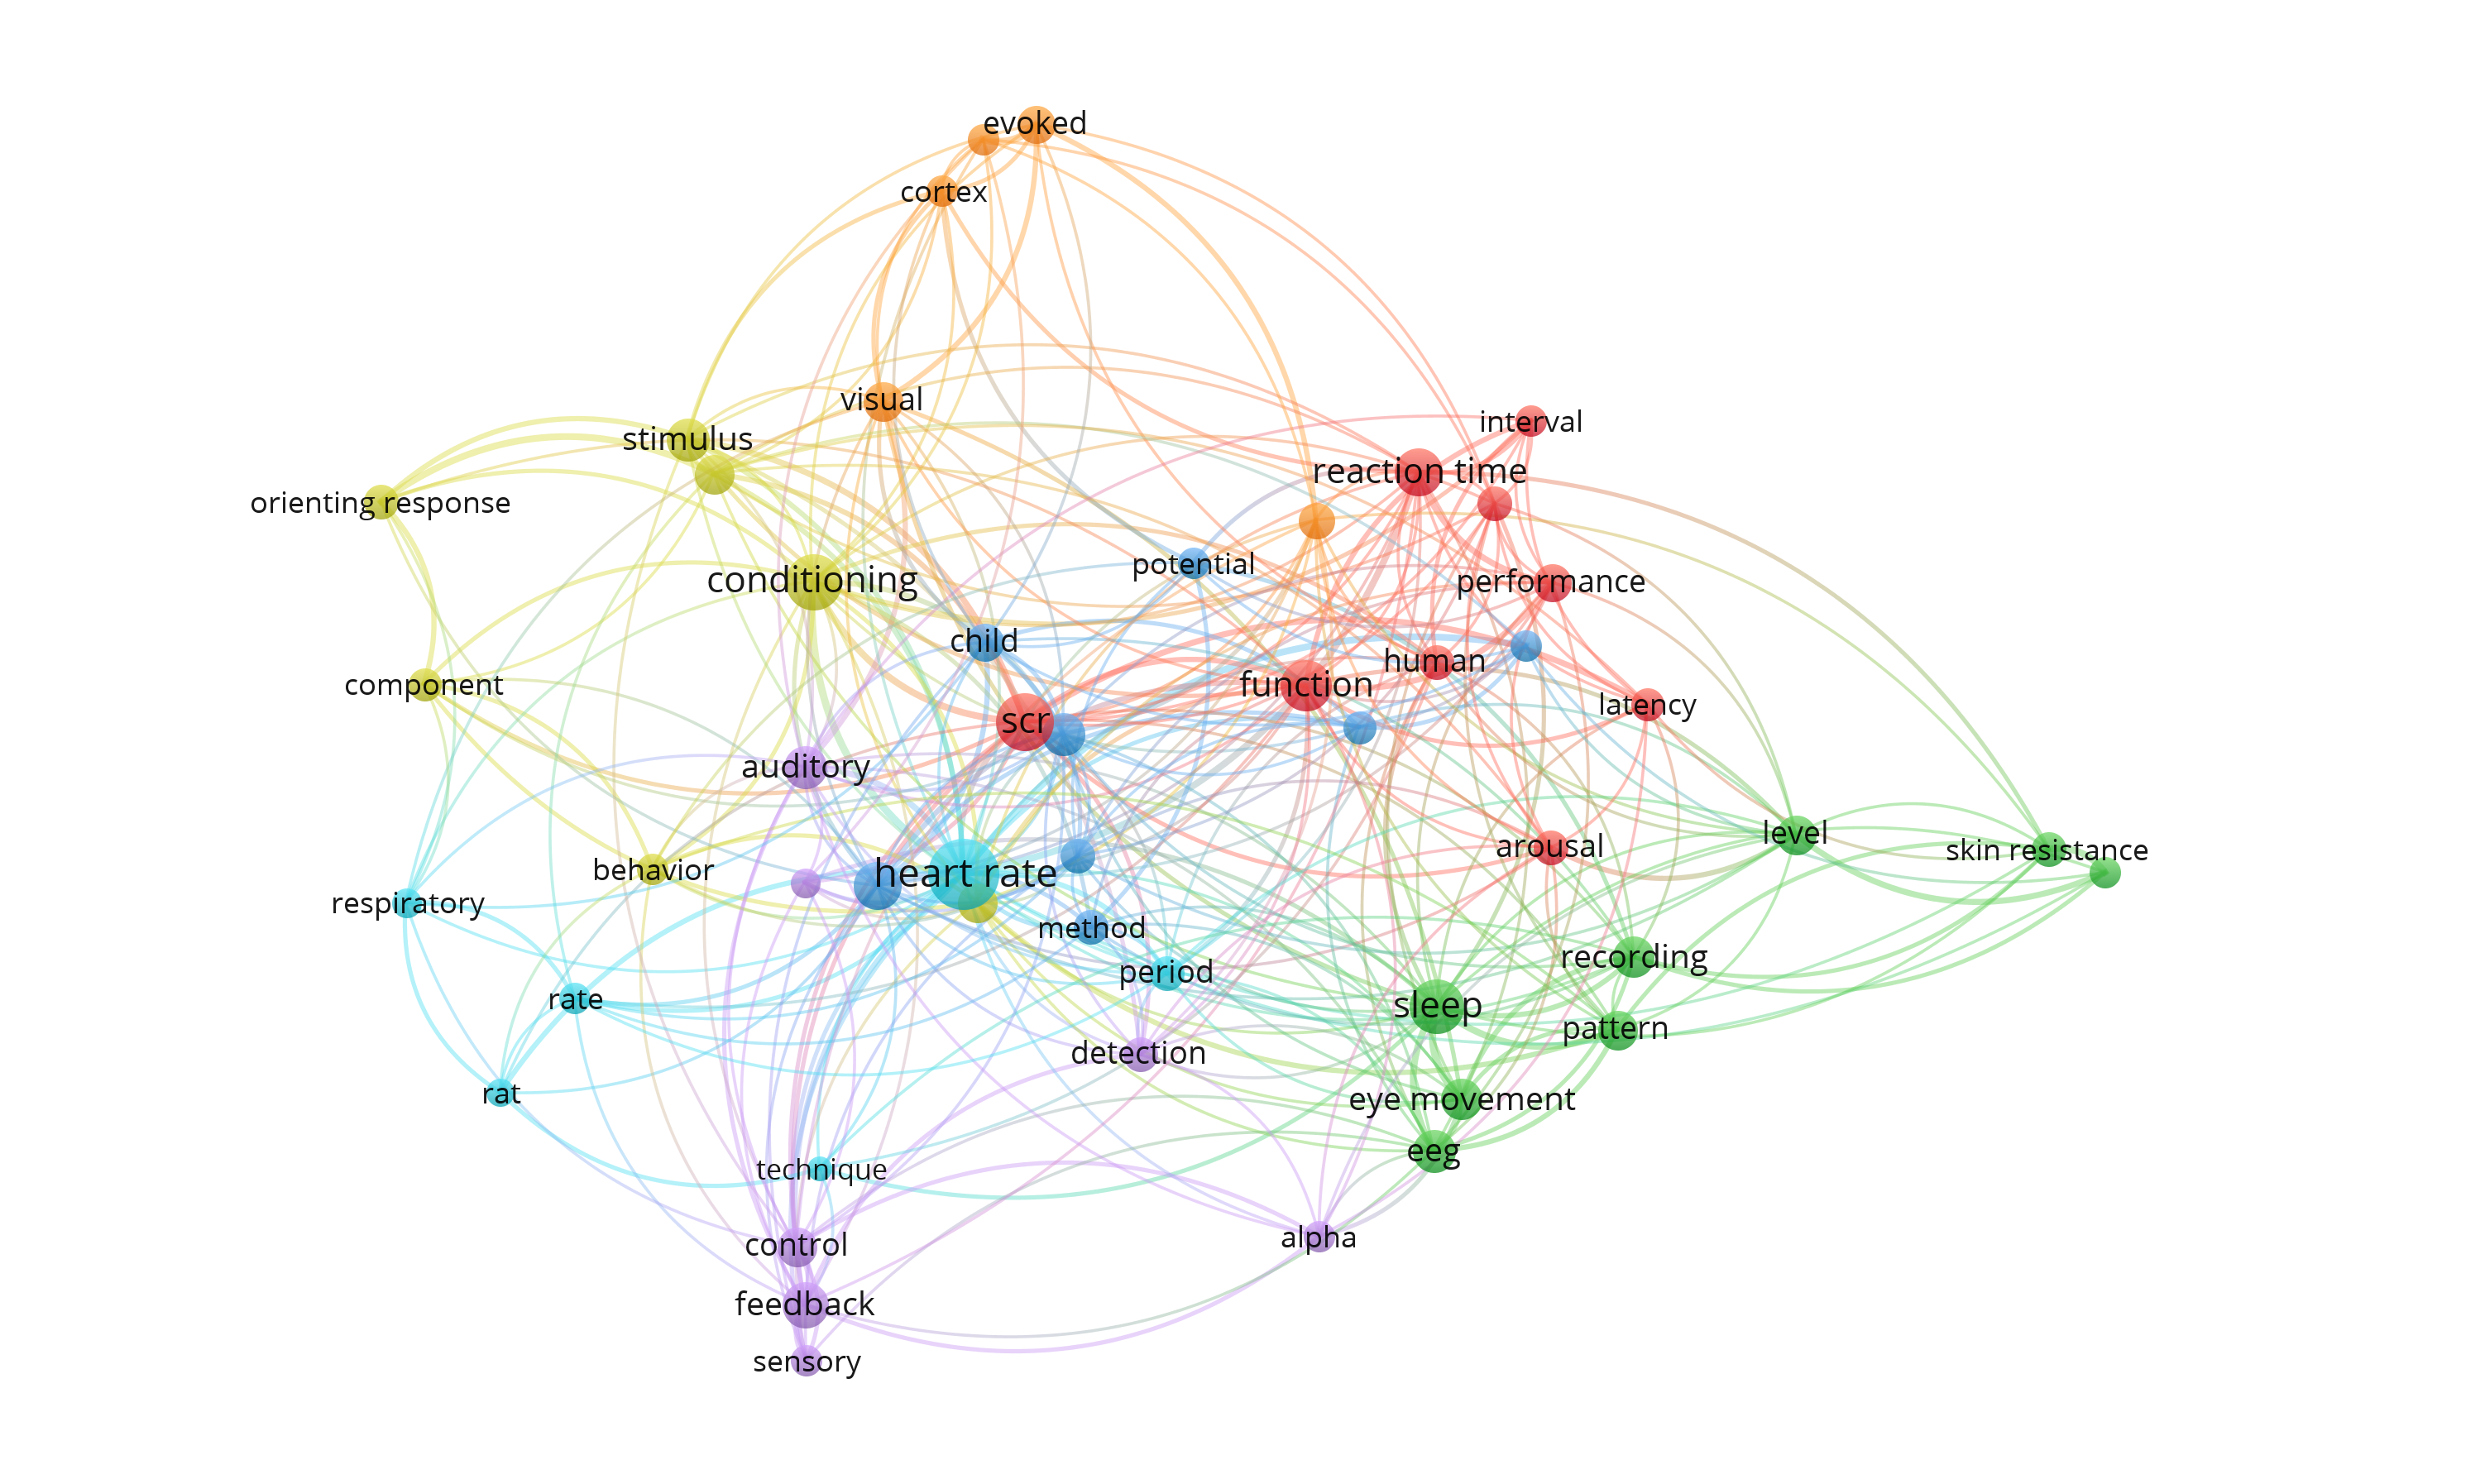 evoked
cortex
visual
interval
stimulus
reaction time
orienting response
potential
conditioning
performance
child
human
component
function
latency
scr
auditory
level
arousal
skin resistance
behavior
heart rate
respiratory
method
recording
period
rate
sleep
pattern
detection
rat
eye movement
eeg
technique
alpha
control
feedback
sensory